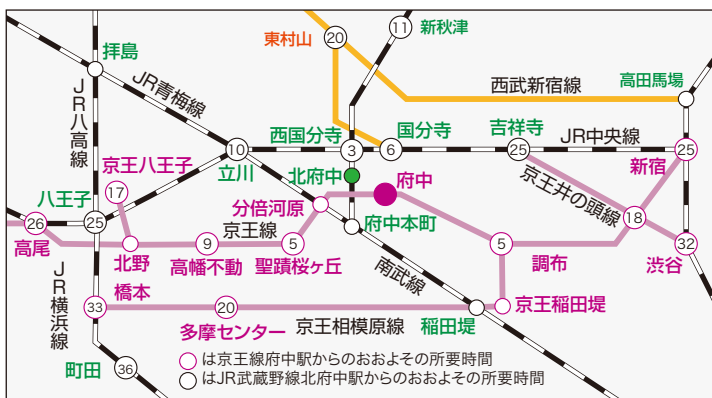 11
新秋津
20
東村山
拝島
JR青梅線
西武新宿線
高田馬場
JR八高線
西国分寺
国分寺
吉祥寺
JR中央線
10
3
6
25
25
新宿
京王八王子
立川
北府中
府中
京王井の頭線
17
八王子
分倍河原
府中本町
18
26
25
京王線
高尾
北野
9
高幡不動
5
聖蹟桜ヶ丘
南武線
5
調布
32
渋谷
JR横浜線
橋本
33
20
多摩センター
京王相模原線
稲田堤
京王稲田堤
町田
36
○は京王線府中駅からのおおよその所要時間
○はJR武蔵野線北府中駅からのおおよその所要時間